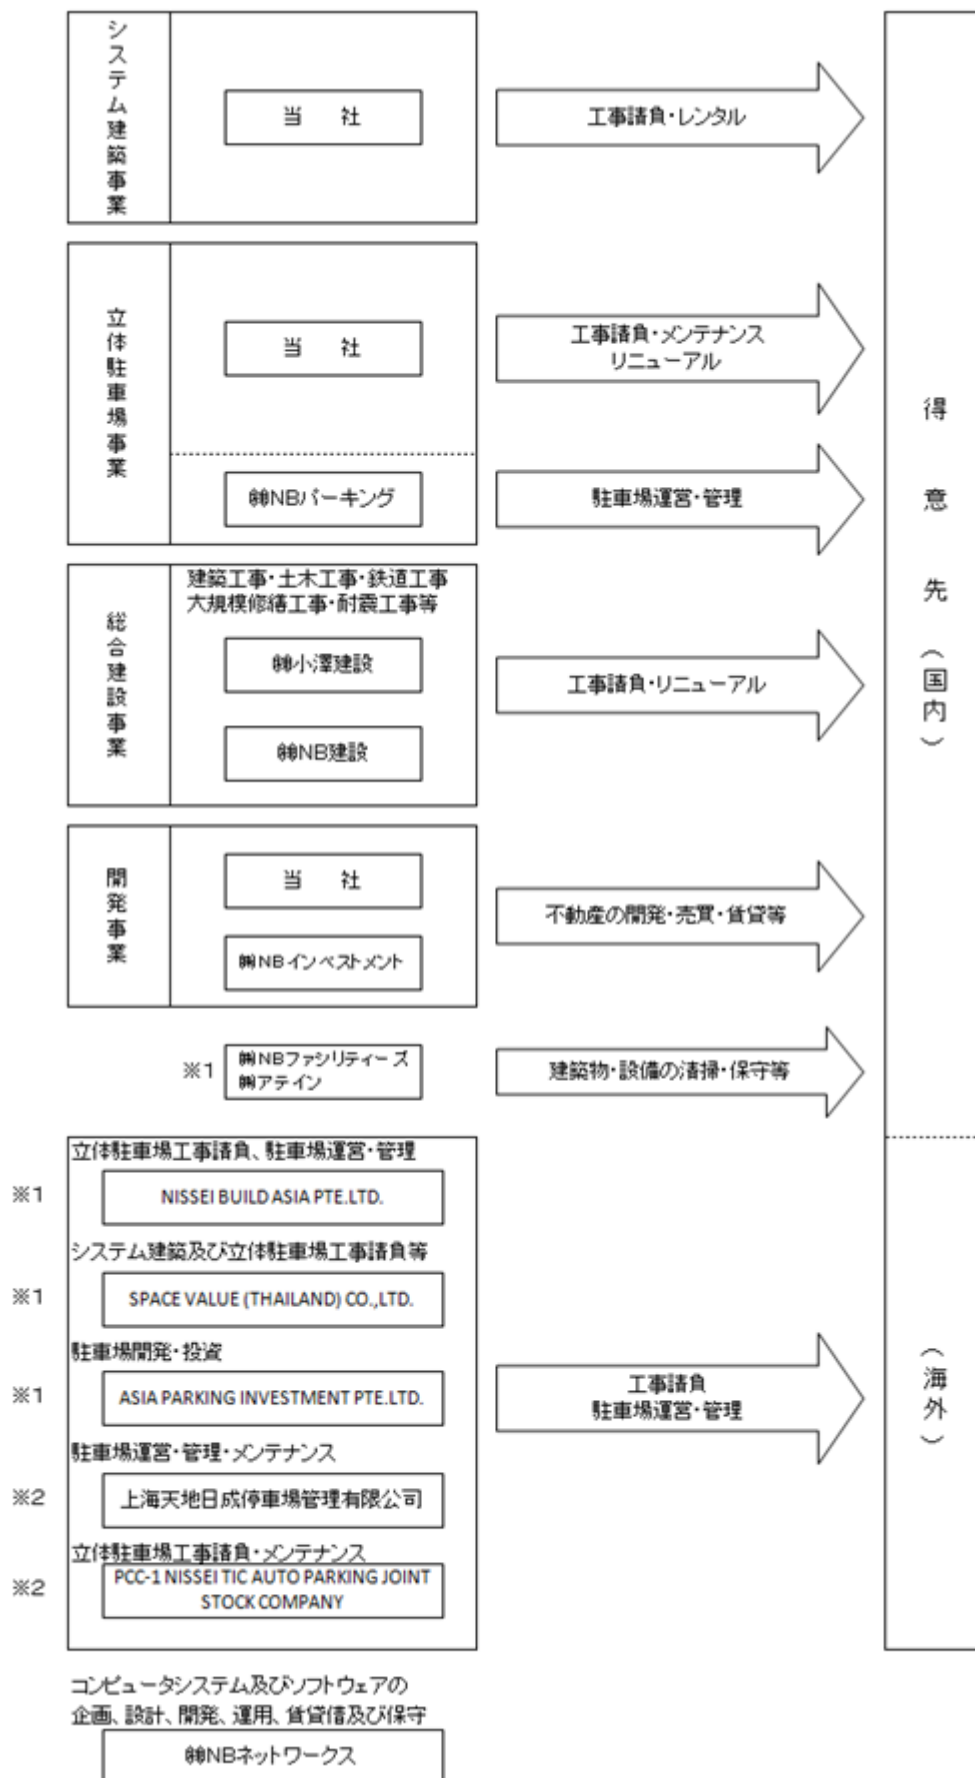 システム建築事業
当　社
工事請負・レンタル
立体駐車場事業
当　社
工事請負・メンテナンス
リニューアル
㈱NBパーキング
駐車場運営・管理
総合建設事業
建築工事・土木工事・鉄道工事
大規模修繕工事・耐震工事等
㈱小澤建設
㈱NB建設
工事請負・リニューアル
開発事業
当　社
㈱NBインベストメント
不動産の開発・売買・賃貸等
※1
㈱NBファシリティーズ
㈱アテイン
建築物・設備の清掃・保守等
得意先（国内）
立体駐車場工事請負、駐車場運営・管理
※1
NISSEI BUILD ASIA PTE.LTD.
システム建築及び立体駐車場工事請負等
※1
SPACE VALUE (THAILAND) CO.,LTD.
駐車場開発・投資
※1
ASIA PARKING INVESTMENT PTE.LTD.
駐車場運営・管理・メンテナンス
※2
上海天地日成停車場管理有限公司
立体駐車場工事請負・メンテナンス
※2
PCC-1 NISSEI TIC AUTO PARKING JOINT
STOCK COMPANY
工事請負
駐車場運営・管理
（海外）
コンピュータシステム及びソフトウェアの
企画、設計、開発、運用、賃貸借及び保守
㈱NBネットワークス